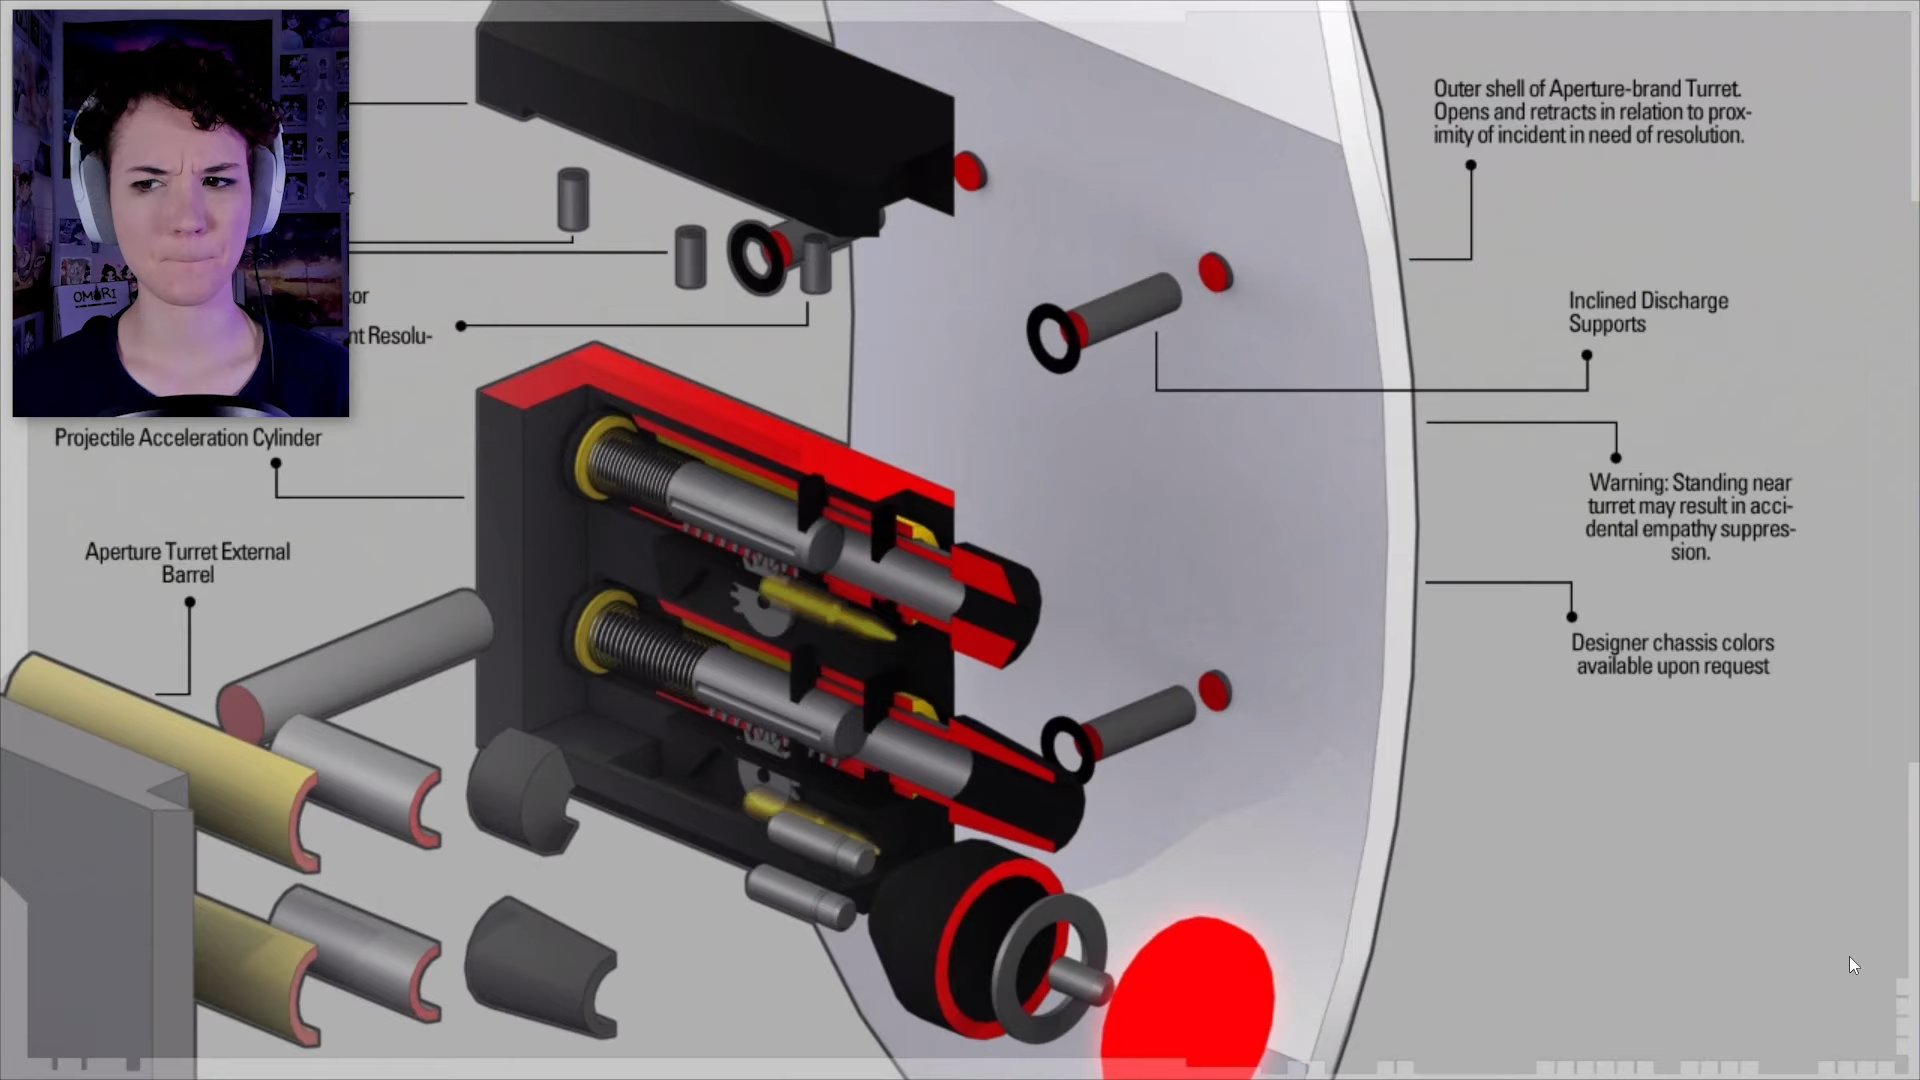 Outer shell of Aperture-brand Turret.
Opens and retracts in relation to prox-
imity of incident in need of resolution.
OMORI
nt Resolu-
Inclined Discharge
Supports
Projectile Acceleration Cylinder
Warning: Standing near
turret may result in acci-
dental empathy suppres-
sion.
Aperture Turret External
Barrel
Designer chassis colors
available upon request